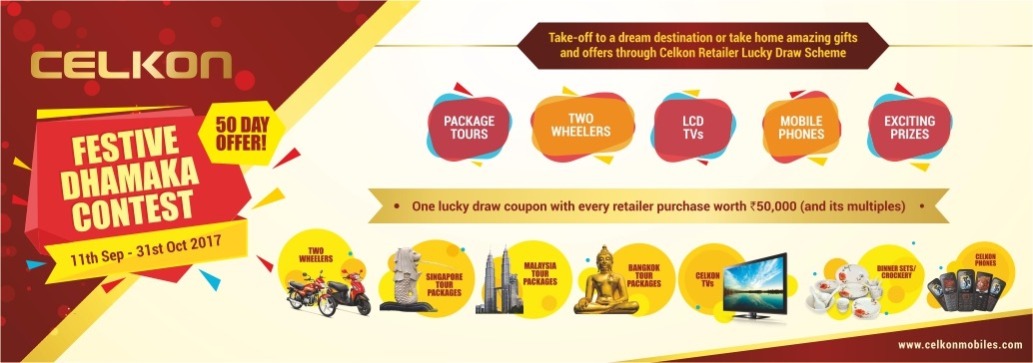 CELKON
50 DAY
OFFER!
FESTIVE
DHAMAKA
CONTEST
11th Sep - 31st Oct 2017
Take-off to a dream destination or take home amazing gifts
and offers through Celkon Retailer Lucky Draw Scheme
PACKAGE
TOURS
TWO
WHEELERS
LCD
TVs
MOBILE
PHONES
EXCITING
PRIZES
• One lucky draw coupon with every retailer purchase worth ₹50,000 (and its multiples) •
TWO
WHEELERS
SINGAPORE
TOUR
PACKAGES
MALAYSIA
TOUR
PACKAGES
BANGKOK
TOUR
PACKAGES
CELKON
TVs
DINNER SETS/
CROCKERY
CELKON
PHONES
www.celkonmobiles.com